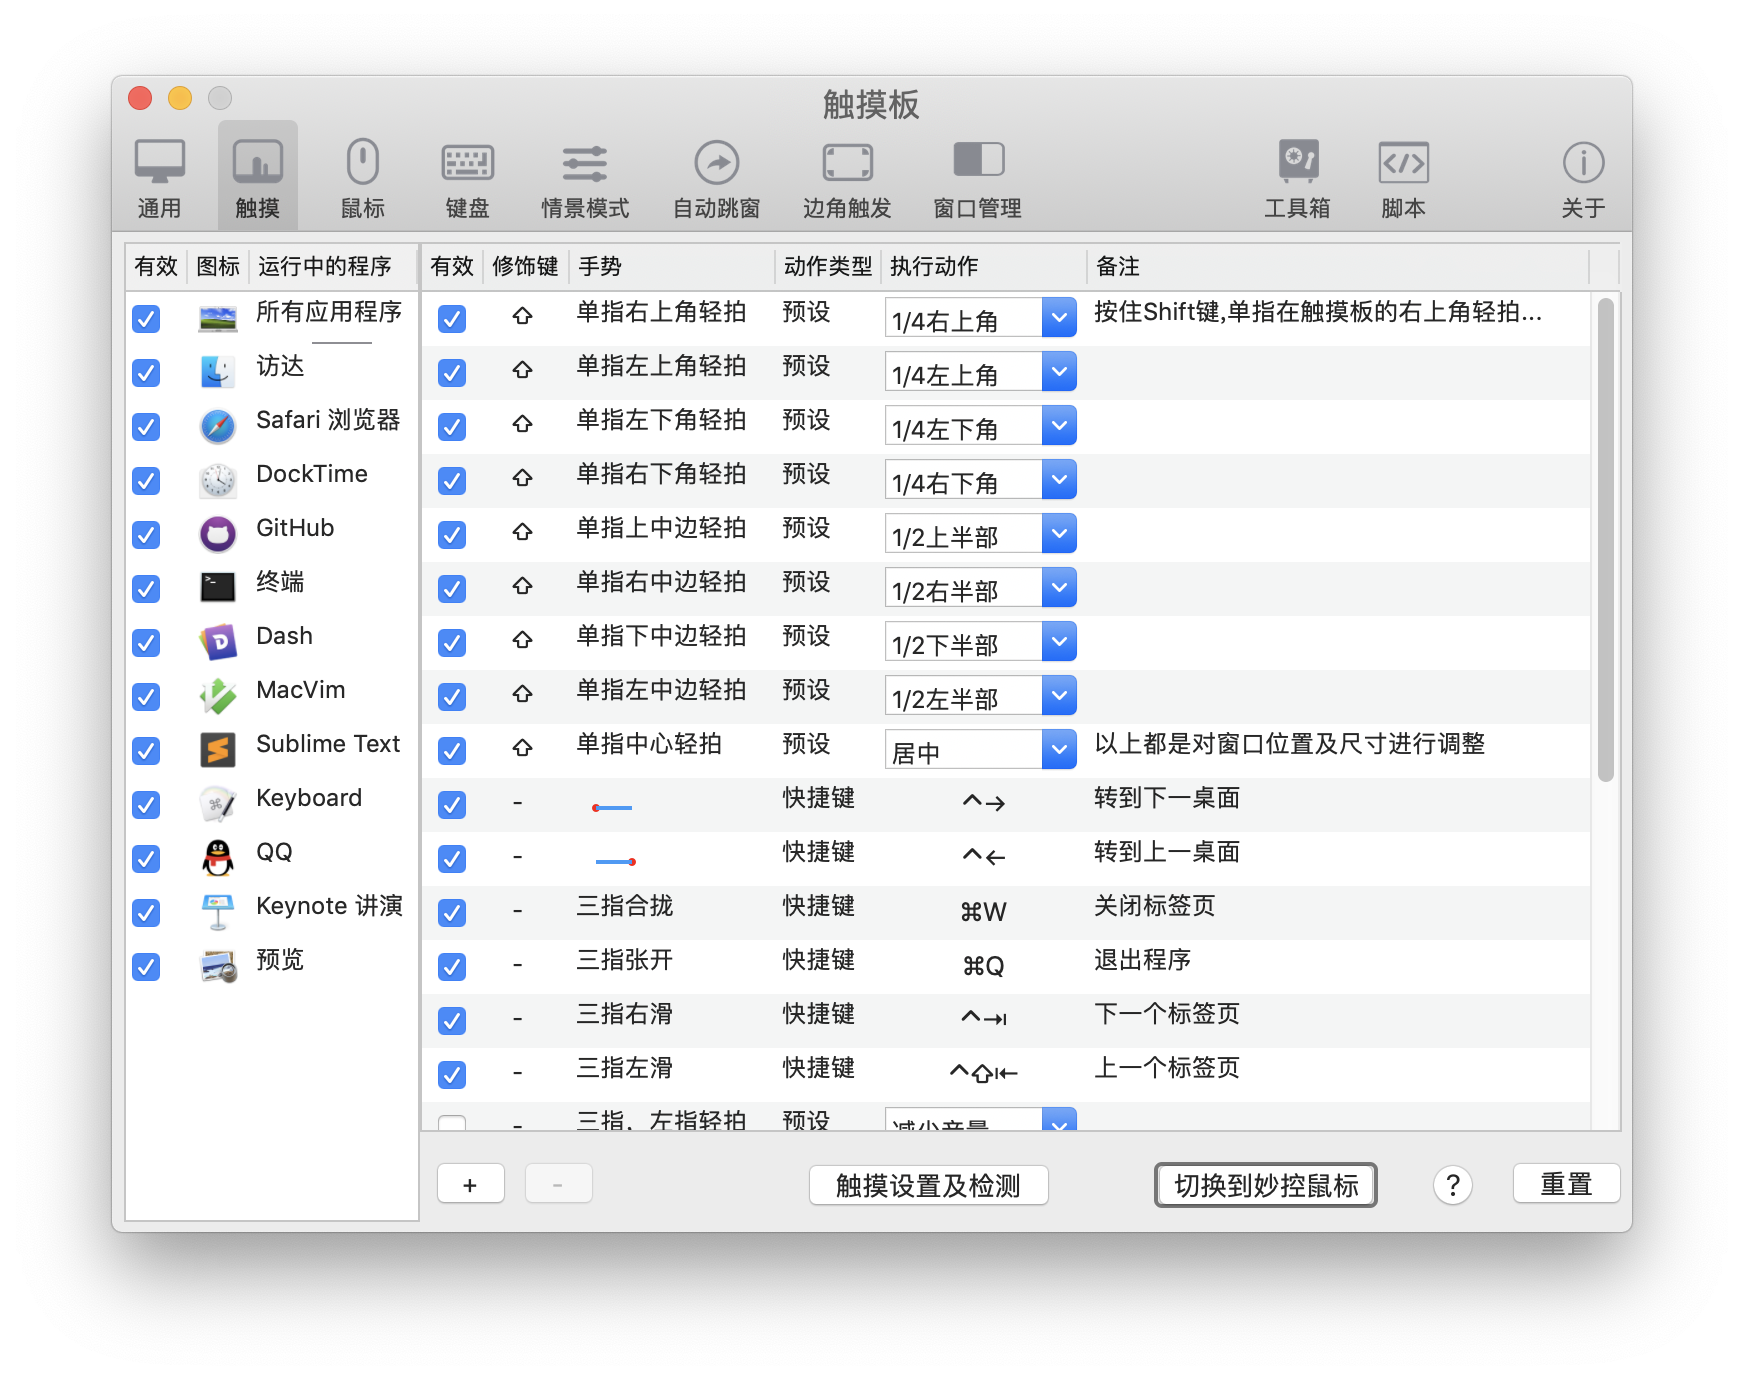 触摸板
通用 触摸 鼠标 键盘 情景模式 自动跳窗 边角触发 窗口管理 工具箱 脚本 关于
有效 图标 运行中的程序
所有应用程序
访达
Safari 浏览器
DockTime
GitHub
终端
Dash
MacVim
Sublime Text
Keyboard
QQ
Keynote 讲演
预览
有效 修饰键 手势 动作类型 执行动作 备注
⇧ 单指右上角轻拍 预设 1/4右上角 按住Shift键,单指在触摸板的右上角轻拍...
⇧ 单指左上角轻拍 预设 1/4左上角
⇧ 单指左下角轻拍 预设 1/4左下角
⇧ 单指右下角轻拍 预设 1/4右下角
⇧ 单指上中边轻拍 预设 1/2上半部
⇧ 单指右中边轻拍 预设 1/2右半部
⇧ 单指下中边轻拍 预设 1/2下半部
⇧ 单指左中边轻拍 预设 1/2左半部
⇧ 单指中心轻拍 预设 居中 以上都是对窗口位置及尺寸进行调整
- 快捷键 ^→ 转到下一桌面
- 快捷键 ^← 转到上一桌面
- 三指合拢 快捷键 ⌘W 关闭标签页
- 三指张开 快捷键 ⌘Q 退出程序
- 三指右滑 快捷键 ^⇥ 下一个标签页
- 三指左滑 快捷键 ^⇧⇤ 上一个标签页
- 三指，左指轻拍 预设 减少音量
+ - 触摸设置及检测 切换到妙控鼠标 ? 重置